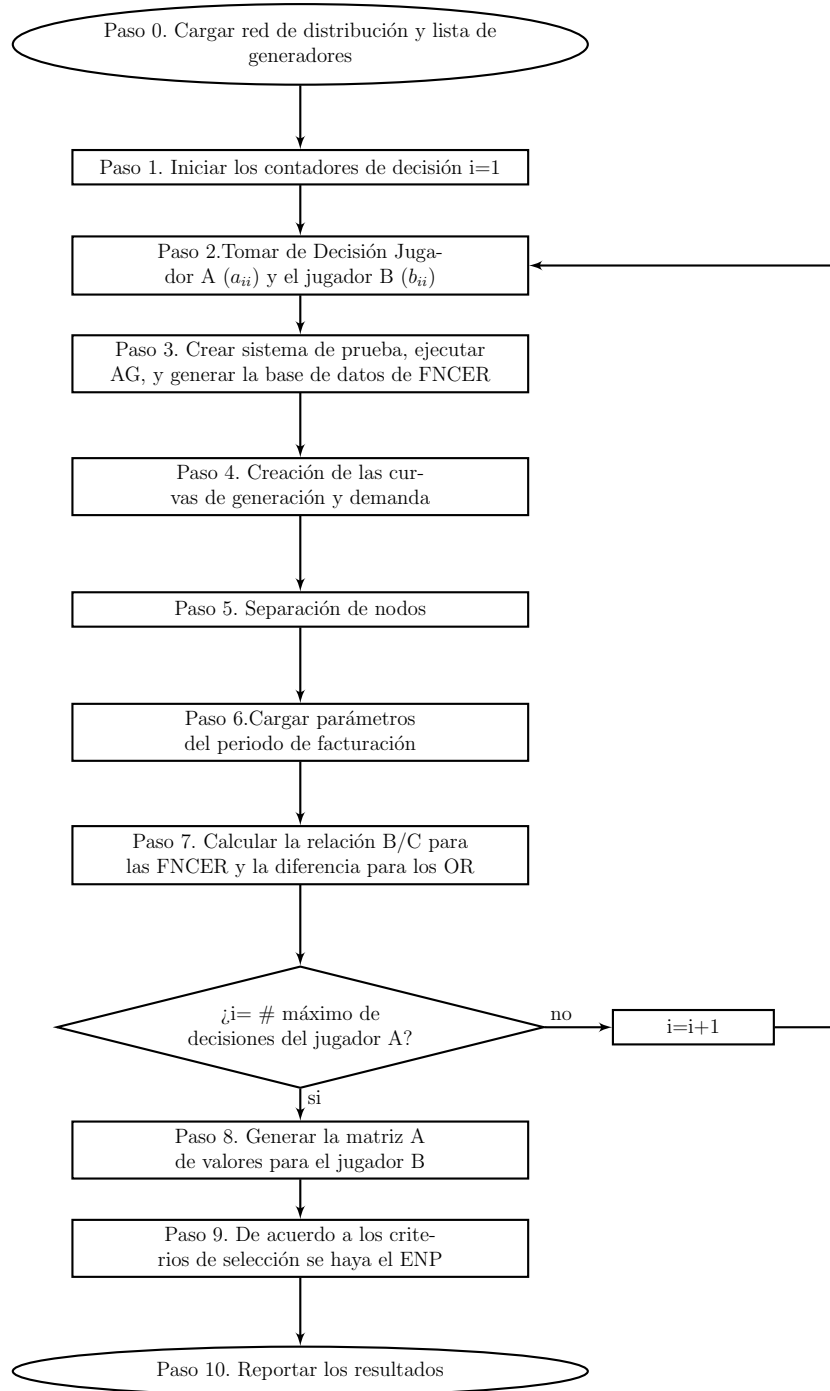 Paso 0. Cargar red de distribución y lista de
generadores
Paso 1. Iniciar los contadores de decisión i=1
Paso 2.Tomar de Decisión Juga-
dor A (a_{ii}) y el jugador B (b_{ii})
Paso 3. Crear sistema de prueba, ejecutar
AG, y generar la base de datos de FNCER
Paso 4. Creación de las cur-
vas de generación y demanda
Paso 5. Separación de nodos
Paso 6.Cargar parámetros
del periodo de facturación
Paso 7. Calcular la relación B/C para
las FNCER y la diferencia para los OR
¿i= # máximo de
decisiones del jugador A?
no
i=i+1
si
Paso 8. Generar la matriz A
de valores para el jugador B
Paso 9. De acuerdo a los crite-
rios de selección se haya el ENP
Paso 10. Reportar los resultados